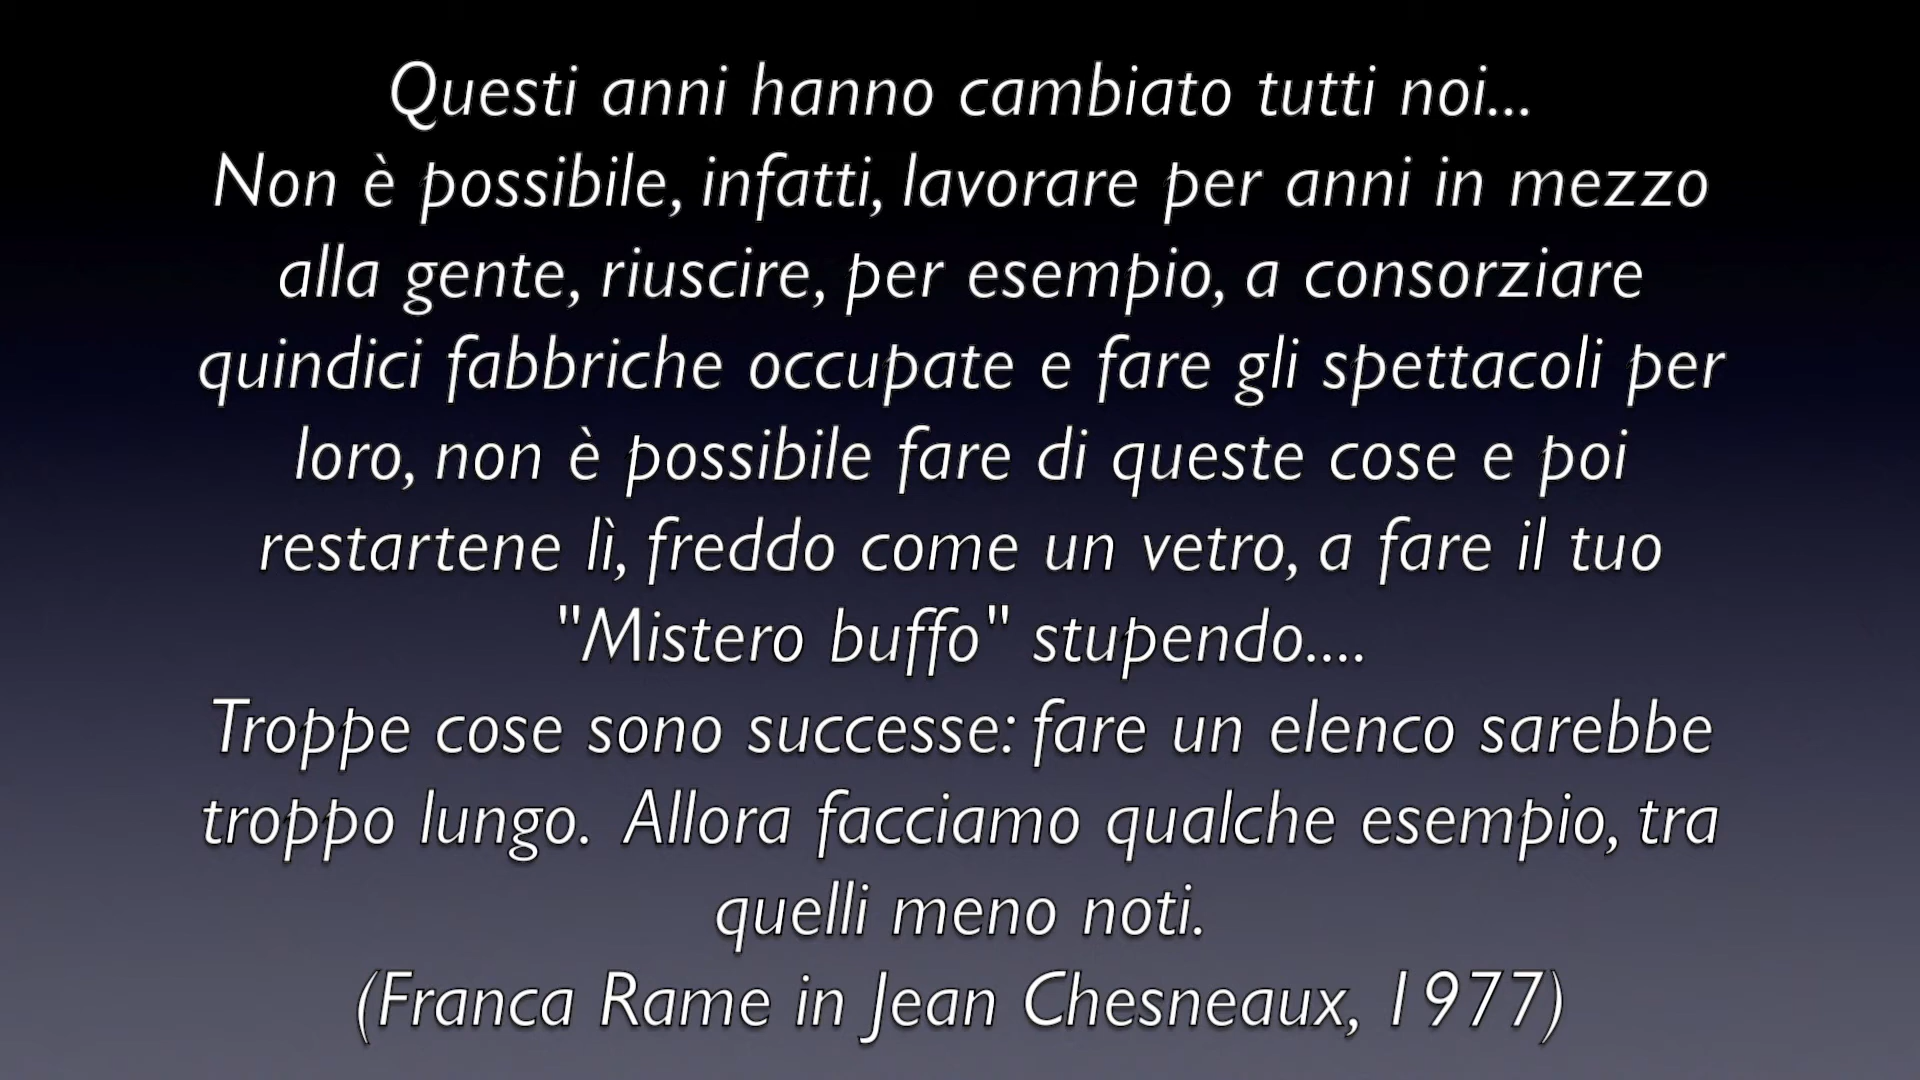 Questi anni hanno cambiato tutti noi...
Non è possibile, infatti, lavorare per anni in mezzo
alla gente, riuscire, per esempio, a consorziare
quindici fabbriche occupate e fare gli spettacoli per
loro, non è possibile fare di queste cose e poi
restartene lì, freddo come un vetro, a fare il tuo
"Mistero buffo" stupendo....
Troppe cose sono successe: fare un elenco sarebbe
troppo lungo.  Allora facciamo qualche esempio, tra
quelli meno noti.
(Franca Rame in Jean Chesneaux, 1977)